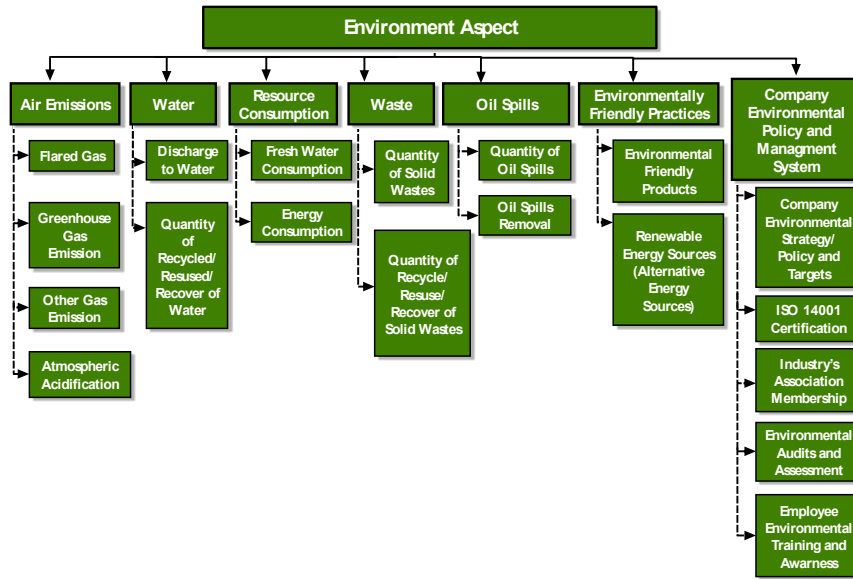 Environment Aspect
Air Emissions
Flared Gas
Greenhouse
Gas
Emission
Other Gas
Emission
Atmospheric
Acidification
Water
Discharge
to Water
Quantity
of
Recycled/
Resused/
Recover of
Water
Resource
Consumption
Fresh Water
Consumption
Energy
Consumption
Waste
Quantity
of Solid
Wastes
Quantity of
Recycle/
Resuse/
Recover of
Solid Wastes
Oil Spills
Quantity of
Oil Spills
Oil Spills
Removal
Environmentally
Friendly Practices
Environmental
Friendly
Products
Renewable
Energy Sources
(Alternative
Energy
Sources)
Company
Environmental
Policy and
Managment
System
Company
Environmental
Strategy/
Policy and
Targets
ISO 14001
Certification
Industry's
Association
Membership
Environmental
Audits and
Assessment
Employee
Environmental
Training and
Awarness